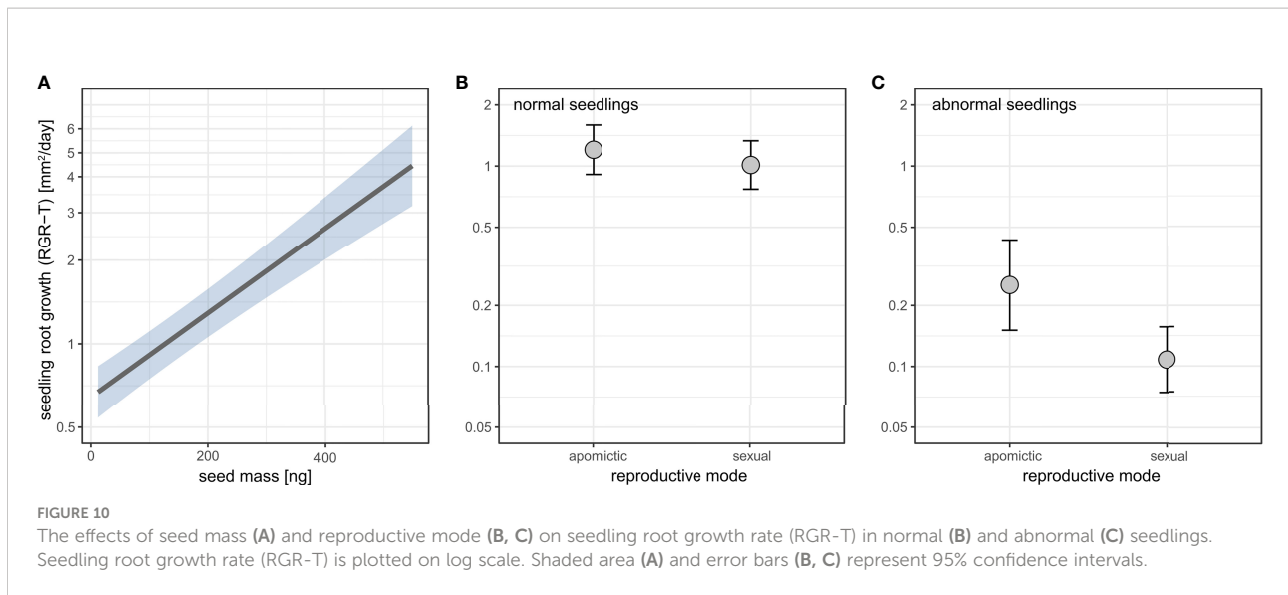 A
B
C
seedling root growth (RGR–T) [mm²/day]
6
5
4
3
2
1
0.5
0
200
400
seed mass [ng]
normal seedlings
2
1
0.5
0.2
0.1
0.05
apomictic
sexual
reproductive mode
abnormal seedlings
2
1
0.5
0.2
0.1
0.05
apomictic
sexual
reproductive mode
FIGURE 10
The effects of seed mass (A) and reproductive mode (B, C) on seedling root growth rate (RGR-T) in normal (B) and abnormal (C) seedlings.
Seedling root growth rate (RGR-T) is plotted on log scale. Shaded area (A) and error bars (B, C) represent 95% confidence intervals.